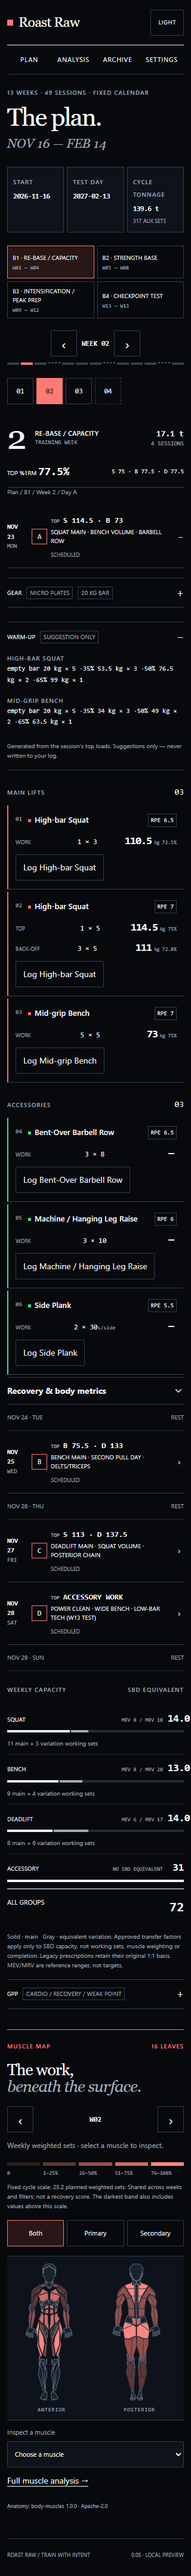 Roast Raw
LIGHT
PLAN ANALYSIS ARCHIVE SETTINGS
13 WEEKS · 49 SESSIONS · FIXED CALENDAR
The plan.
NOV 16 — FEB 14
START
2026-11-16
TEST DAY
2027-02-13
CYCLE TONNAGE
139.6 t
317 AUX SETS
B1 · RE-BASE / CAPACITY
W01 — W04
B2 · STRENGTH BASE
W05 — W08
B3 · INTENSIFICATION / PEAK PREP
W09 — W12
B4 · CHECKPOINT TEST
W13 — W13
‹ WEEK 02 ›
01 02 03 04
2
RE-BASE / CAPACITY
TRAINING WEEK
17.1 t
4 SESSIONS
TOP %1RM 77.5%
S 75 · B 77.5 · D 77.5
Plan / B1 / Week 2 / Day A
NOV 23 MON
A
TOP S 114.5 · B 73
SQUAT MAIN · BENCH VOLUME · BARBELL ROW
SCHEDULED
–
GEAR MICRO PLATES 20 KG BAR +
WARM-UP SUGGESTION ONLY –
HIGH-BAR SQUAT
empty bar 20 kg × 5 ·35% 53.5 kg × 3 ·50% 76.5 kg × 2 ·65% 99 kg × 1
MID-GRIP BENCH
empty bar 20 kg × 5 ·35% 34 kg × 3 ·50% 49 kg × 2 ·65% 63.5 kg × 1
Generated from the session's top loads. Suggestions only — never written to your log.
MAIN LIFTS 03
01 High-bar Squat RPE 6.5
WORK 1 × 3 110.5 kg 72.5%
Log High-bar Squat
02 High-bar Squat RPE 7
TOP 1 × 5 114.5 kg 75%
BACK-OFF 3 × 5 111 kg 72.8%
Log High-bar Squat
03 Mid-grip Bench RPE 7
WORK 5 × 5 73 kg 75%
Log Mid-grip Bench
ACCESSORIES 03
04 Bent-Over Barbell Row RPE 6.5
WORK 3 × 8 —
Log Bent-Over Barbell Row
05 Machine / Hanging Leg Raise RPE 6
WORK 3 × 10 —
Log Machine / Hanging Leg Raise
06 Side Plank RPE 5.5
WORK 2 × 30s/side —
Log Side Plank
Recovery & body metrics
NOV 24 · TUE REST
NOV 25 WED
B
TOP B 75.5 · D 133
BENCH MAIN · SECOND PULL DAY · DELTS/TRICEPS
SCHEDULED
›
NOV 26 · THU REST
NOV 27 FRI
C
TOP S 113 · D 137.5
DEADLIFT MAIN · SQUAT VOLUME · POSTERIOR CHAIN
SCHEDULED
›
NOV 28 SAT
D
TOP ACCESSORY WORK
POWER CLEAN · WIDE BENCH · LOW-BAR TECH (W13 TEST)
SCHEDULED
›
NOV 29 · SUN REST
WEEKLY CAPACITY SBD EQUIVALENT
SQUAT MEV 8 / MRV 18 14.0
11 main + 3 variation working sets
BENCH MEV 8 / MRV 20 13.0
9 main + 4 variation working sets
DEADLIFT MEV 6 / MRV 17 14.0
8 main + 6 variation working sets
ACCESSORY NO SBD EQUIVALENT 31
ALL GROUPS 72
Solid · main Gray · equivalent variation. Approved transfer factors apply only to SBD capacity, not working sets, muscle weighting or completion. Legacy prescriptions retain their original 1:1 basis. MEV/MRV are reference ranges, not targets.
GPP CARDIO / RECOVERY / WEAK POINT +
MUSCLE MAP 16 LEAVES
The work,
beneath the surface.
‹ W02 ›
Weekly weighted sets · select a muscle to inspect.
0 1–25% 26–50% 51–75% 76–100%
Fixed cycle scale: 25.2 planned weighted sets. Shared across weeks and filters; not a recovery score. The darkest band also includes values above this scale.
Both Primary Secondary
ANTERIOR POSTERIOR
Inspect a muscle
Choose a muscle
Full muscle analysis →
Anatomy: body-muscles 1.0.0 · Apache-2.0
ROAST RAW / TRAIN WITH INTENT 0.05 · LOCAL PREVIEW